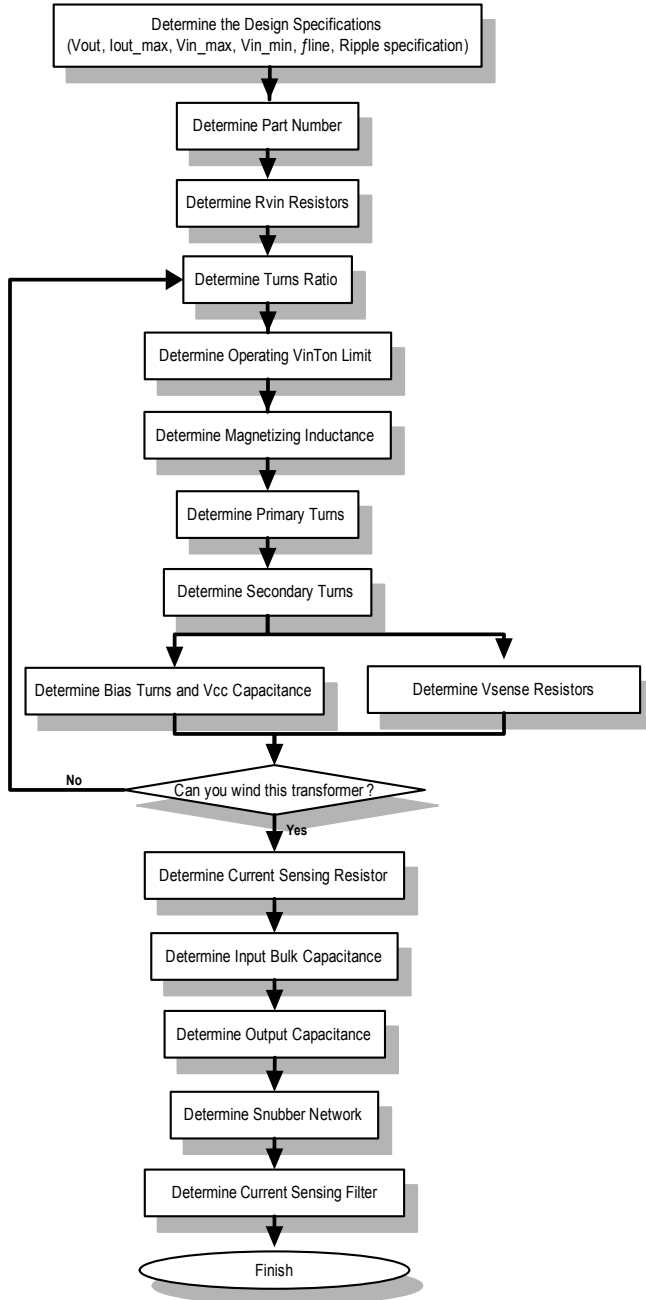 Determine the Design Specifications
(Vout, Iout_max, Vin_max, Vin_min, ƒline, Ripple specification)
Determine Part Number
Determine Rvin Resistors
Determine Turns Ratio
Determine Operating VinTon Limit
Determine Magnetizing Inductance
Determine Primary Turns
Determine Secondary Turns
Determine Bias Turns and Vcc Capacitance
Determine Vsense Resistors
No
Can you wind this transformer ?
Yes
Determine Current Sensing Resistor
Determine Input Bulk Capacitance
Determine Output Capacitance
Determine Snubber Network
Determine Current Sensing Filter
Finish